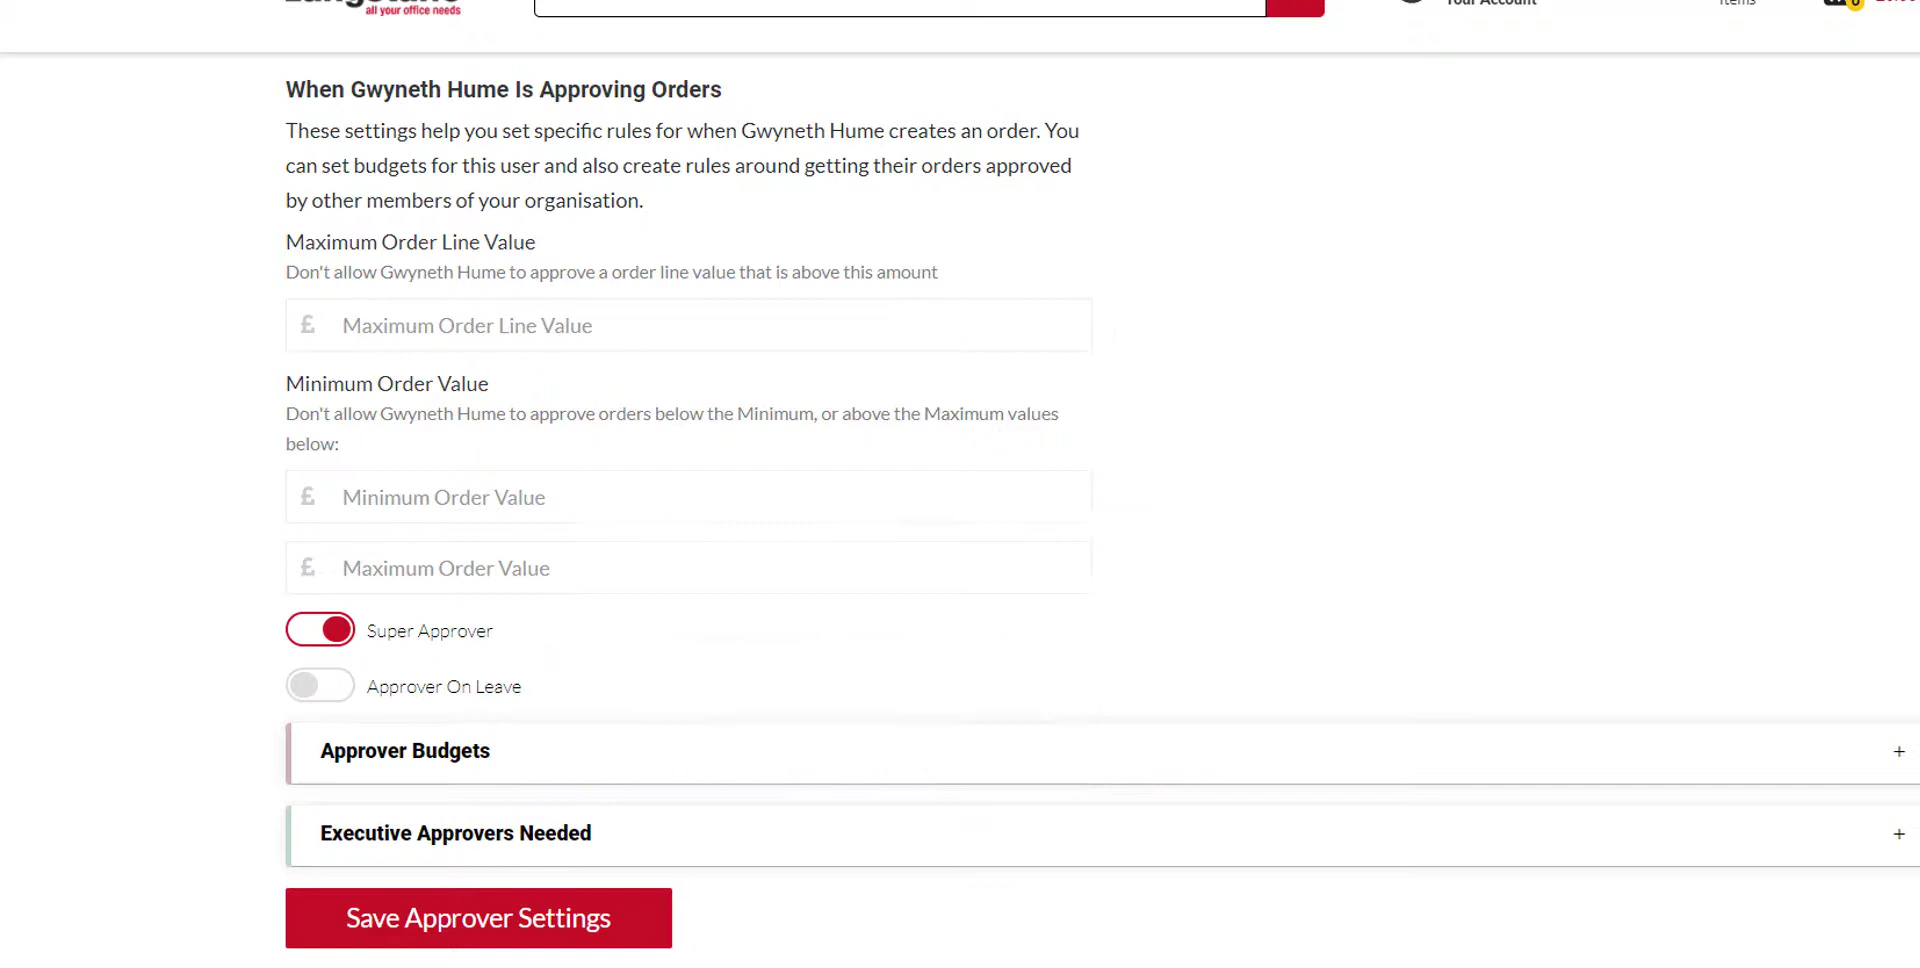 all your office needs
Your Account
items
0
When Gwyneth Hume Is Approving Orders
These settings help you set specific rules for when Gwyneth Hume creates an order. You
can set budgets for this user and also create rules around getting their orders approved
by other members of your organisation.
Maximum Order Line Value
Don't allow Gwyneth Hume to approve a order line value that is above this amount
£ Maximum Order Line Value
Minimum Order Value
Don't allow Gwyneth Hume to approve orders below the Minimum, or above the Maximum values
below:
£ Minimum Order Value
£ Maximum Order Value
Super Approver
Approver On Leave
Approver Budgets +
Executive Approvers Needed +
Save Approver Settings